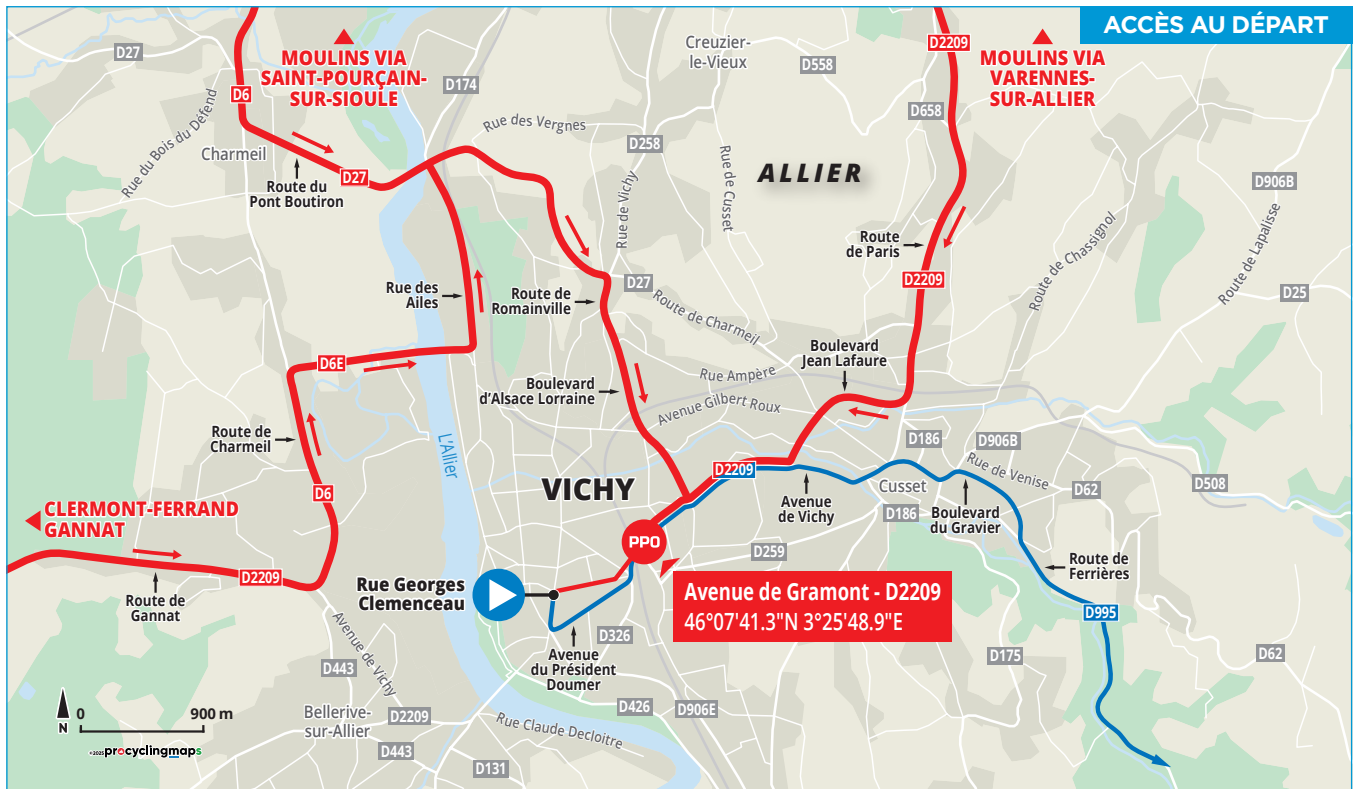 ACCÈS AU DÉPART
D27
MOULINS VIA
SAINT-POURÇAIN-
SUR-SIOULE
D174
Creuzier-
le-Vieux
D558
D2209
MOULINS VIA
VARENNES-
SUR-ALLIER
D6
D658
Rue du Bois du Défend
Charmeil
Rue des Vergnes
D258
Rue de Cusset
ALLIER
D906B
Route du
Pont Boutiron
D27
Rue de Vichy
Route
de Paris
Route de Chassignol
Route de Lapalisse
D2209
D27
D25
Rue des
Ailes
Route de
Romainville
Route de Charmeil
Boulevard
Jean Lafaure
D6E
Rue Ampère
Boulevard
d'Alsace Lorraine
Avenue Gilbert Roux
Route de
Charmeil
L'Allier
D186
D906B
Rue de Venise
D2209
D6
VICHY
Avenue
de Vichy
Cusset
D186
Boulevard
du Gravier
D62
D508
CLERMONT-FERRAND
GANNAT
PPO
D259
Route de
Ferrières
D2209
Route de
Gannat
Rue Georges
Clemenceau
Avenue de Gramont - D2209
46°07'41.3"N 3°25'48.9"E
D995
Avenue de Vichy
D326
Avenue
du Président
Doumer
D443
D175
D62
N
0
900 m
Bellerive-
sur-Allier
D2209
D426
D906E
Rue Claude Decloitre
D443
D131
©2025 procyclingmaps